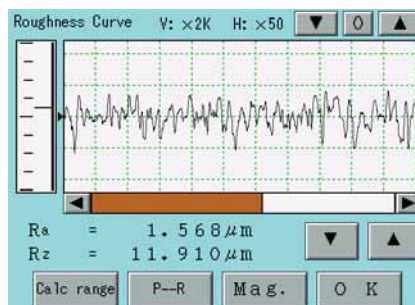 Roughness Curve V: ×2K H: ×50 ▼ 0 ▲
Ra = 1.568μm
Rz = 11.910μm
Calc range P--R Mag. O K